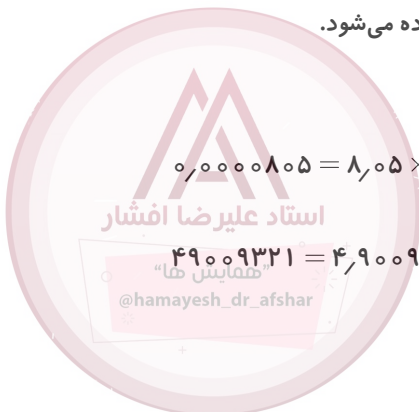 ده می‌شود.
۰٫۰۰۰۰۸۰۵ = ۸٫۰۵ ×
استاد علیرضا افشار
۴۹۰۰۹۳۲۱ = ۴٫۹۰۰۹
"همایش ها"
@hamayesh_dr_afshar